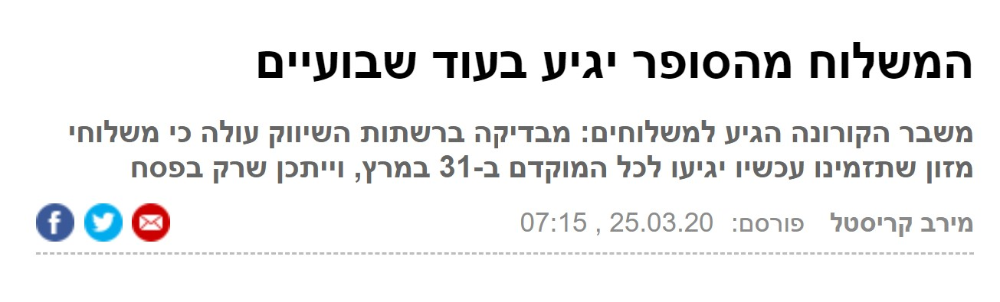 המשלוח מהסופר יגיע בעוד שבועיים
משבר הקורונה הגיע למשלוחים: מבדיקה ברשתות השיווק עולה כי משלוחי
מזון שתזמינו עכשיו יגיעו לכל המוקדם ב-31 במרץ, וייתכן שרק בפסח
מירב קריסטל פורסם: 25.03.20 , 07:15